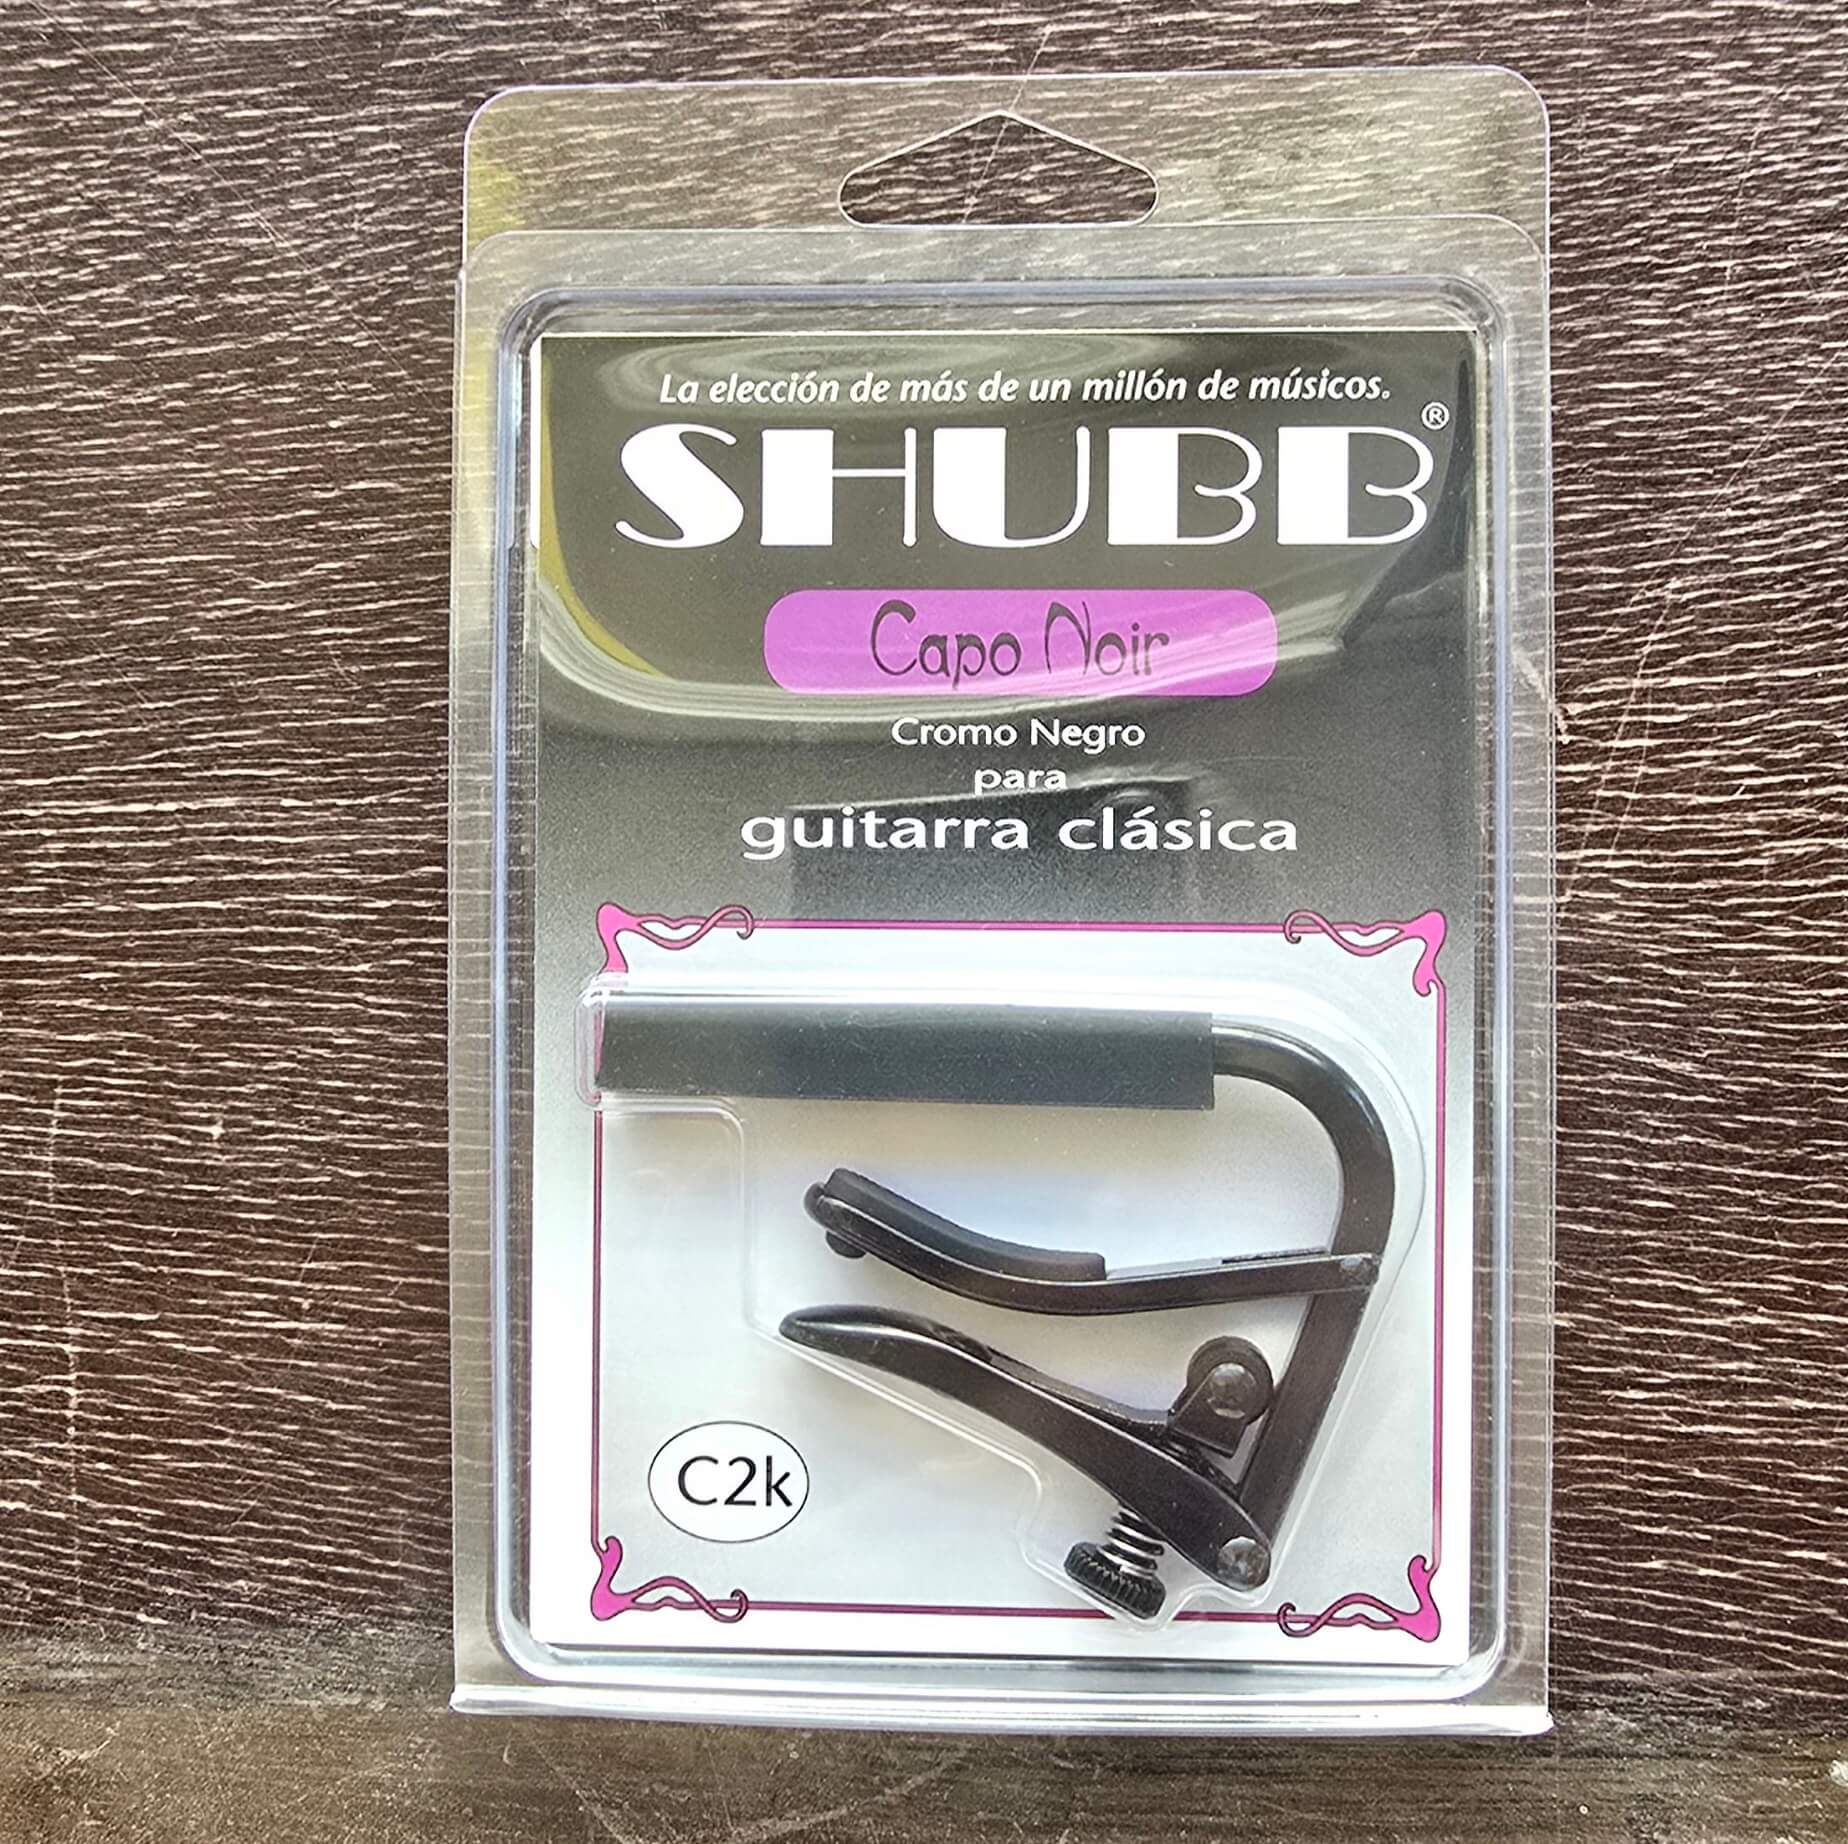 La elección de más de un millón de músicos.
SHUBB®
Capo Noir
Cromo Negro
para
guitarra clásica
C2k